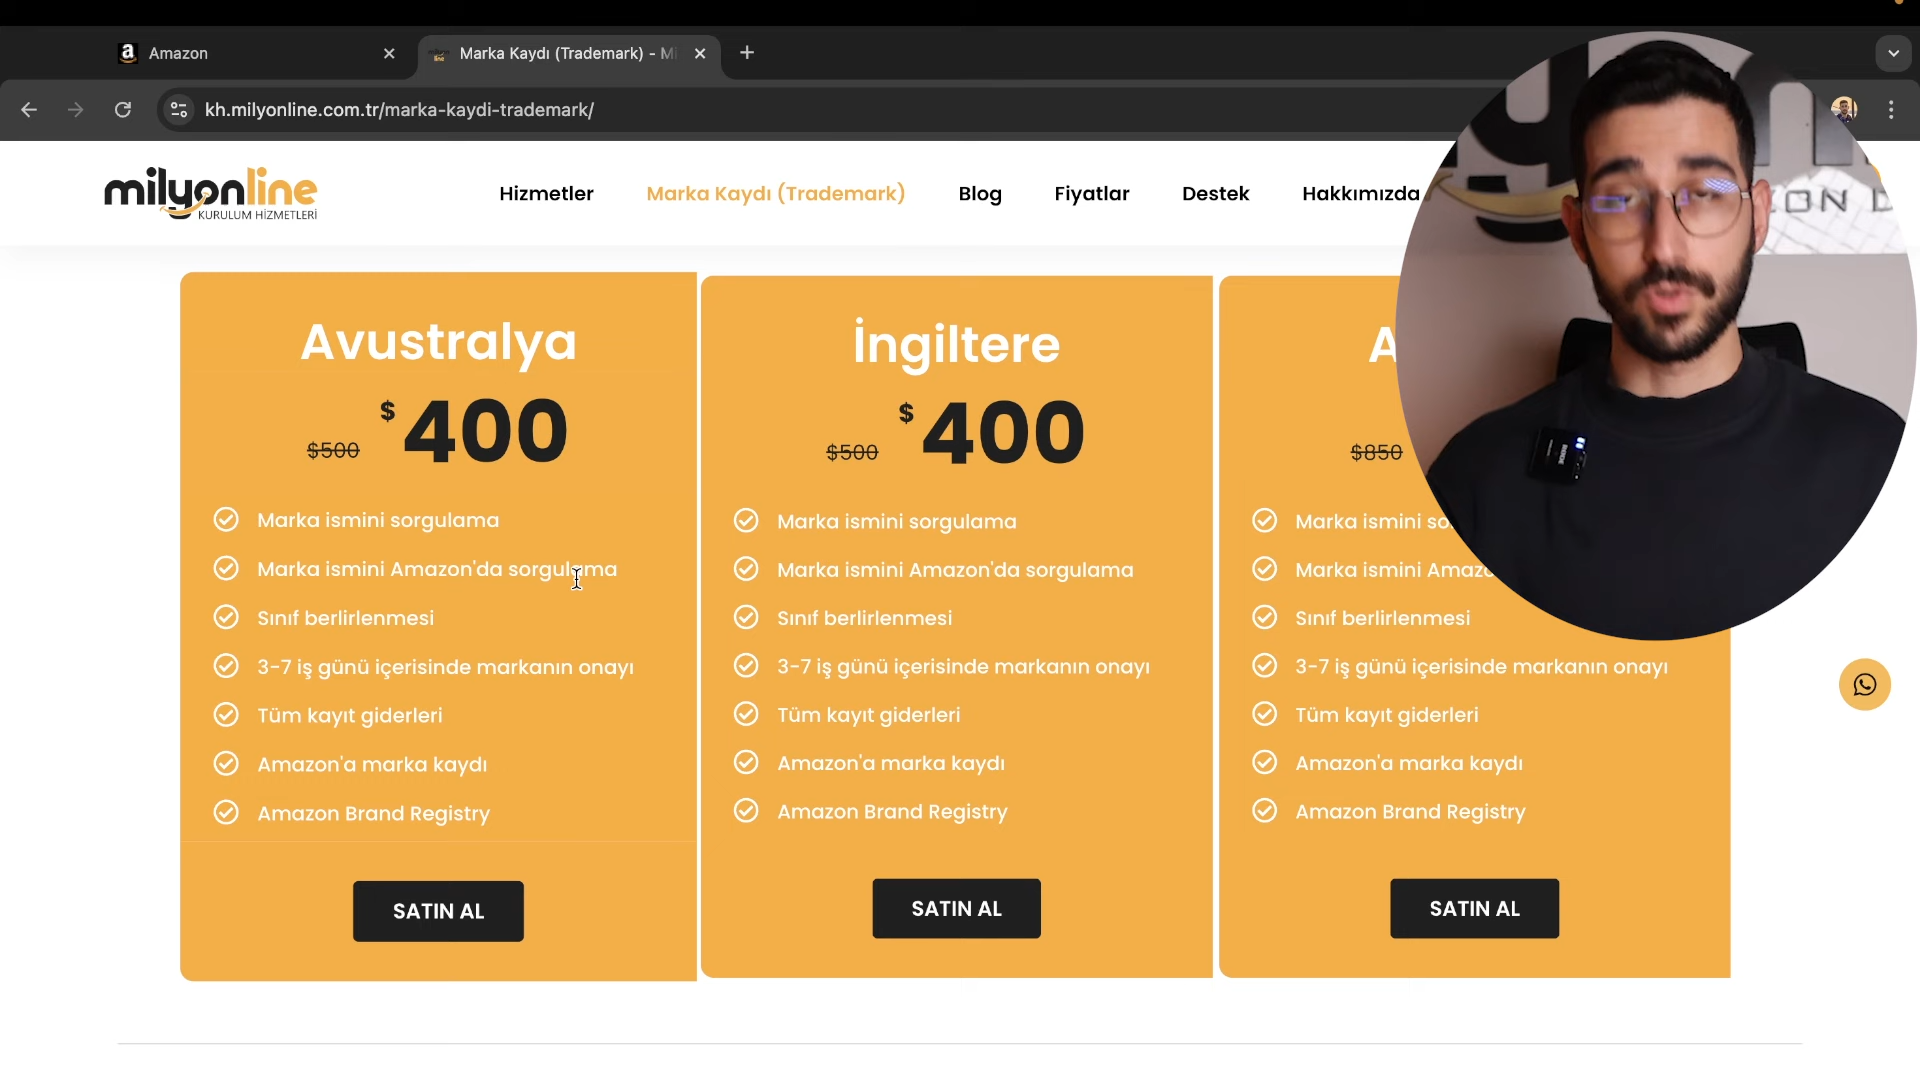 Amazon
Marka Kaydı (Trademark) - Mi
kh.milyonline.com.tr/marka-kaydi-trademark/
milyonline
KURULUM HİZMETLERİ
Hizmetler
Marka Kaydı (Trademark)
Blog
Fiyatlar
Destek
Hakkımızda
Avustralya
$500
$400
Marka ismini sorgulama
Marka ismini Amazon'da sorgulama
Sınıf berlirlenmesi
3-7 iş günü içerisinde markanın onayı
Tüm kayıt giderleri
Amazon'a marka kaydı
Amazon Brand Registry
SATIN AL
İngiltere
$500
$400
Marka ismini sorgulama
Marka ismini Amazon'da sorgulama
Sınıf berlirlenmesi
3-7 iş günü içerisinde markanın onayı
Tüm kayıt giderleri
Amazon'a marka kaydı
Amazon Brand Registry
SATIN AL
A
$850
Marka ismini so
Marka ismini Amazo
Sınıf berlirlenmesi
3-7 iş günü içerisinde markanın onayı
Tüm kayıt giderleri
Amazon'a marka kaydı
Amazon Brand Registry
SATIN AL